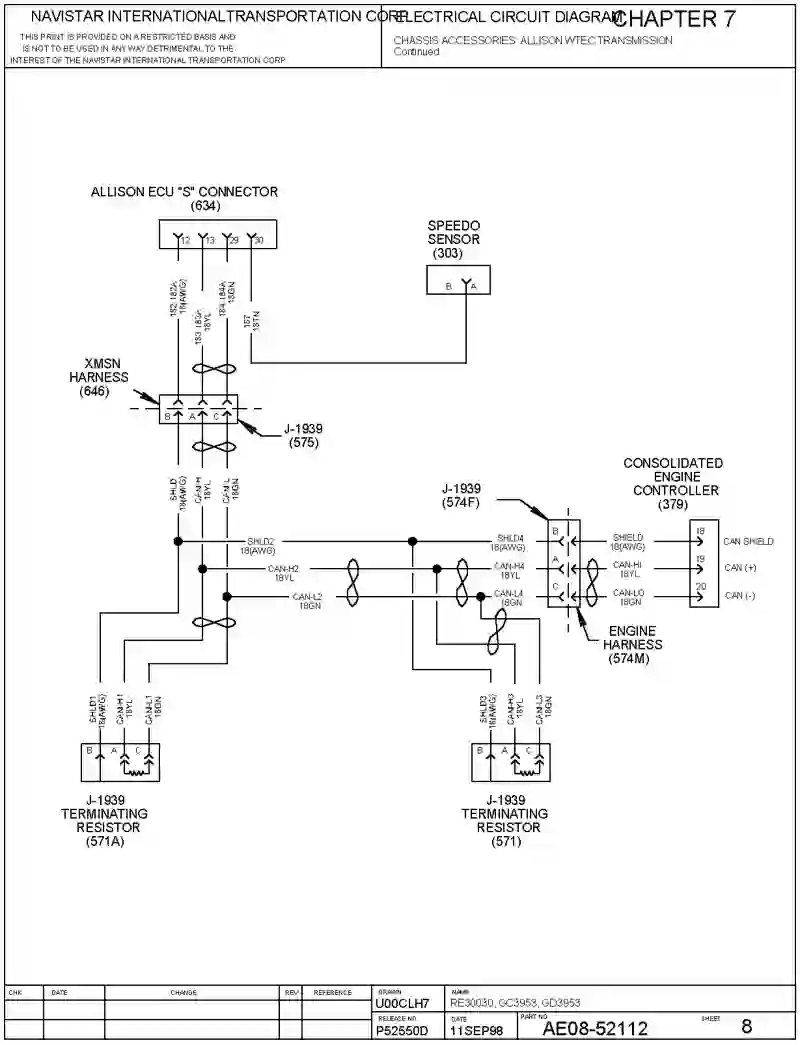 NAVISTAR INTERNATIONALTRANSPORTATION CORP.
THIS PRINT IS PROVIDED ON A RESTRICTED BASIS AND
IS NOT TO BE USED IN ANY WAY DETRIMENTAL TO THE
INTEREST OF THE NAVISTAR INTERNATIONAL TRANSPORTATION CORP
ELECTRICAL CIRCUIT DIAGRAM
CHAPTER 7
CHASSIS ACCESSORIES: ALLISON WTEC TRANSMISSION
Continued
ALLISON ECU "S" CONNECTOR
(634)
12 13 29 30
SPEEDO
SENSOR
(303)
B A
18(AWG)
18YL
184 184A
18GN
157
18TN
XMSN
HARNESS
(646)
B A C
J-1939
(575)
SHLD
18(AWG)
CAN-H
18YL
CAN-L
18GN
CONSOLIDATED
ENGINE
CONTROLLER
(379)
J-1939
(574F)
SHLD2
18(AWG)
SHLD4
18(AWG)
B
SHIELD
18(AWG)
18
CAN SHIELD
CAN-H2
18YL
CAN-H4
18YL
A
CAN-HI
18YL
19
CAN (+)
CAN-L2
18GN
CAN-L4
18GN
C
CAN-LO
18GN
20
CAN (-)
ENGINE
HARNESS
(574M)
SHLD1
18(AWG)
CAN-H1
18YL
CAN-L1
18GN
SHLD3
18(AWG)
CAN-H3
18YL
CAN-L3
18GN
B A C
B A C
J-1939
TERMINATING
RESISTOR
(571A)
J-1939
TERMINATING
RESISTOR
(571)
CHK DATE CHANGE REV REFERENCE
DRAWN
U00CLH7
NAME
RE30030, GC3953, GD3953
RELEASE NO.
P52550D
DATE
11SEP98
PART NO.
AE08-52112
SHEET
8